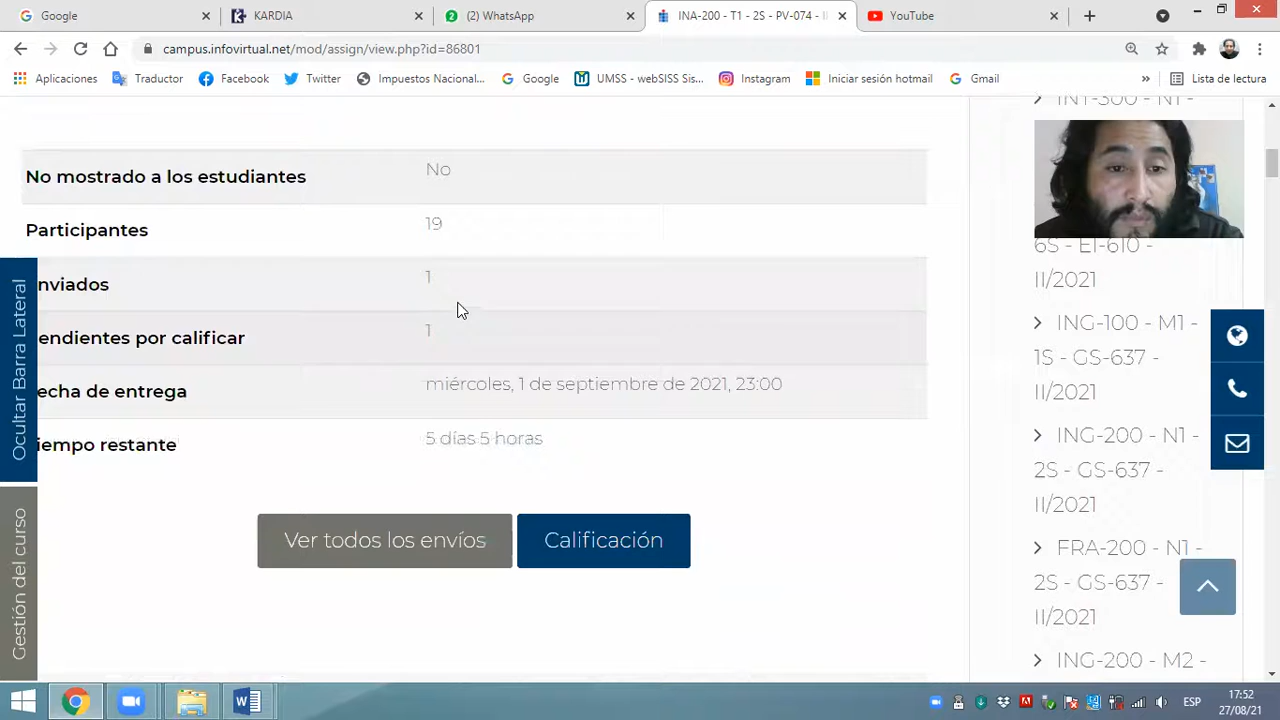 Google
KARDIA
(2) WhatsApp
INA-200 - T1 - 2S - PV-074 - II
YouTube
campus.infovirtual.net/mod/assign/view.php?id=86801
Aplicaciones
Traductor
Facebook
Twitter
Impuestos Nacional...
Google
UMSS - webSISS Sis...
Instagram
Iniciar sesión hotmail
Gmail
»
Lista de lectura
No mostrado a los estudiantes
No
Participantes
19
nviados
1
endientes por calificar
1
echa de entrega
miércoles, 1 de septiembre de 2021, 23:00
iempo restante
5 días 5 horas
Ver todos los envíos
Calificación
Ocultar Barra Lateral
Gestión del curso
INT-300 - N1 -
6S - EI-610 -
II/2021
ING-100 - M1 -
1S - GS-637 -
II/2021
ING-200 - N1 -
2S - GS-637 -
II/2021
FRA-200 - N1 -
2S - GS-637 -
II/2021
ING-200 - M2 -
ESP
17:52
27/08/21